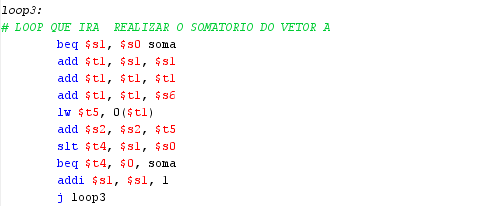 loop3:
# LOOP QUE IRA  REALIZAR O SOMATORIO DO VETOR A
beq $s1, $s0 soma
add $t1, $s1, $s1
add $t1, $t1, $t1
add $t1, $t1, $s6
lw $t5, 0($t1)
add $s2, $s2, $t5
slt $t4, $s1, $s0
beq $t4, $0, soma
addi $s1, $s1, 1
j loop3